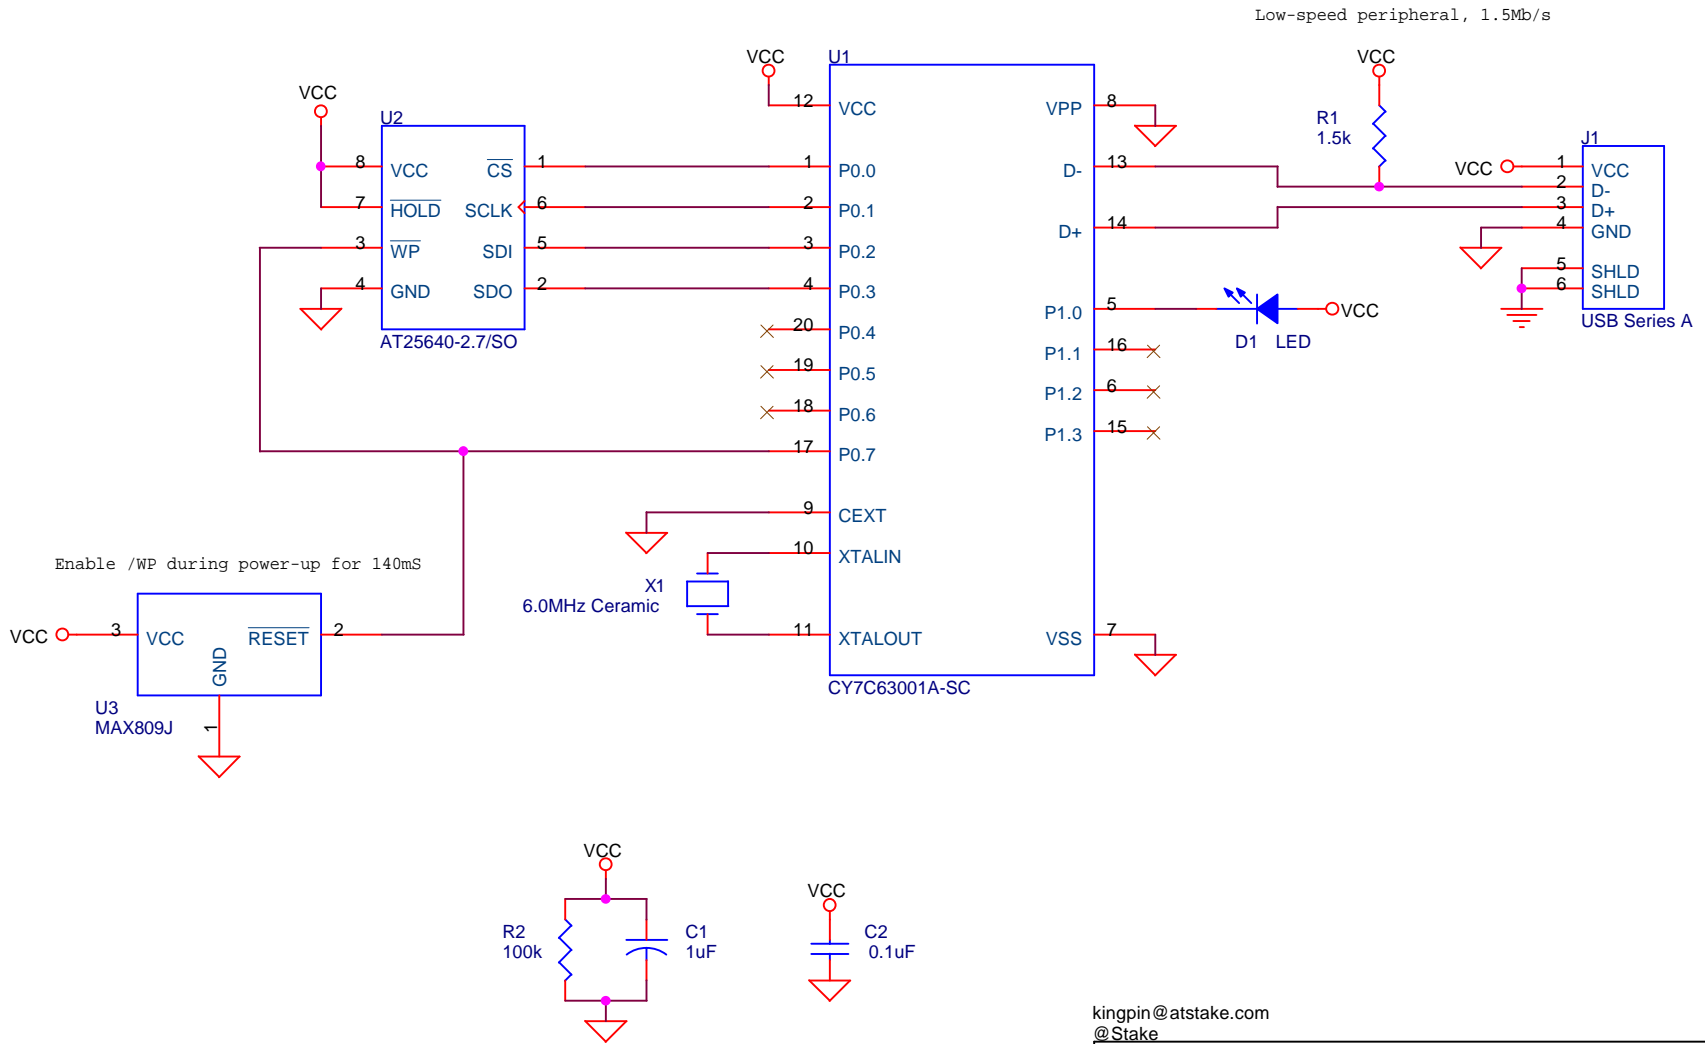 Low-speed peripheral, 1.5Mb/s
VCC
U2
8 VCC
7 HOLD
3 WP
4 GND
CS 1
SCLK 6
SDI 5
SDO 2
AT25640-2.7/SO
VCC
U1
12 VCC
1 P0.0
2 P0.1
3 P0.2
4 P0.3
20 P0.4
19 P0.5
18 P0.6
17 P0.7
9 CEXT
10 XTALIN
11 XTALOUT
VPP 8
D- 13
D+ 14
P1.0 5
P1.1 16
P1.2 6
P1.3 15
VSS 7
CY7C63001A-SC
VCC
R1
1.5k
J1
VCC
1 VCC
2 D-
3 D+
4 GND
5 SHLD
6 SHLD
USB Series A
VCC
D1 LED
X1
6.0MHz Ceramic
Enable /WP during power-up for 140mS
VCC
3 VCC
RESET 2
GND
1
U3
MAX809J
VCC
R2
100k
C1
1uF
VCC
C2
0.1uF
kingpin@atstake.com
@Stake